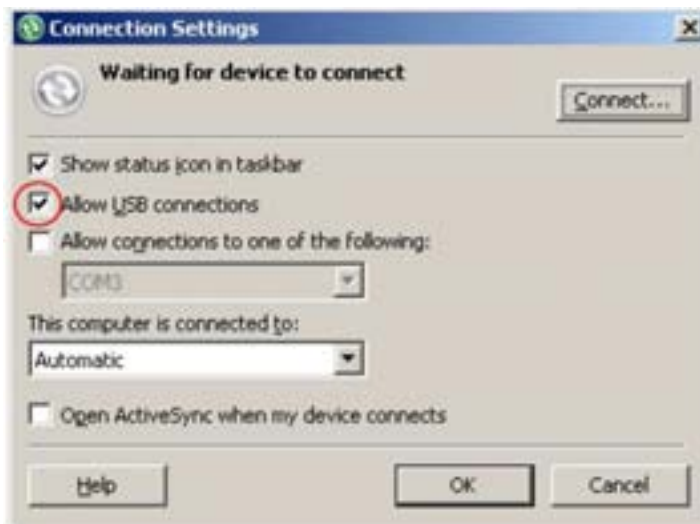 Connection Settings
Waiting for device to connect
Connect...
Show status icon in taskbar
Allow USB connections
Allow connections to one of the following:
COM3
This computer is connected to:
Automatic
Open ActiveSync when my device connects
Help
OK
Cancel